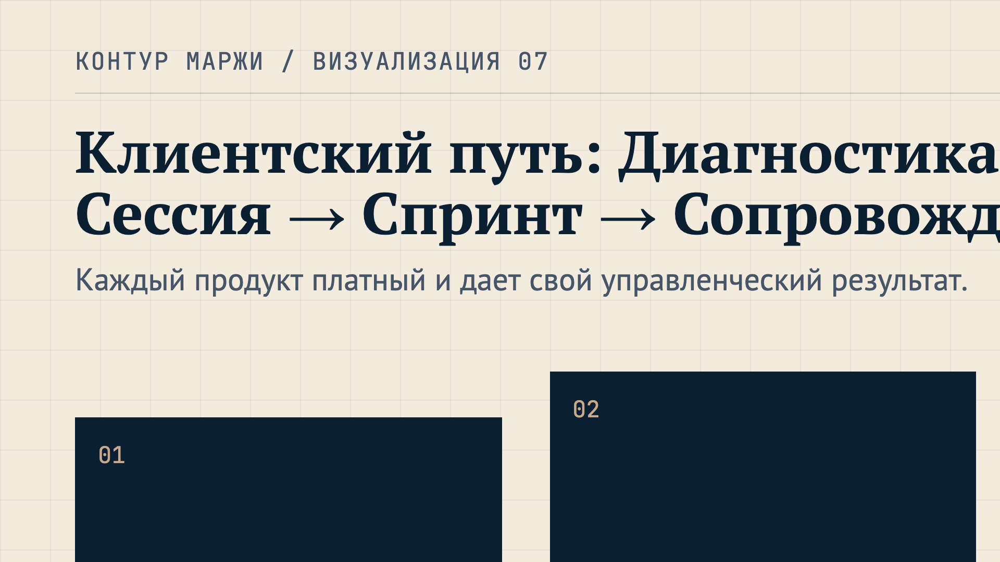 КОНТУР МАРЖИ / ВИЗУАЛИЗАЦИЯ 07
Клиентский путь: Диагностика
Сессия → Спринт → Сопровожд
Каждый продукт платный и дает свой управленческий результат.
02
01